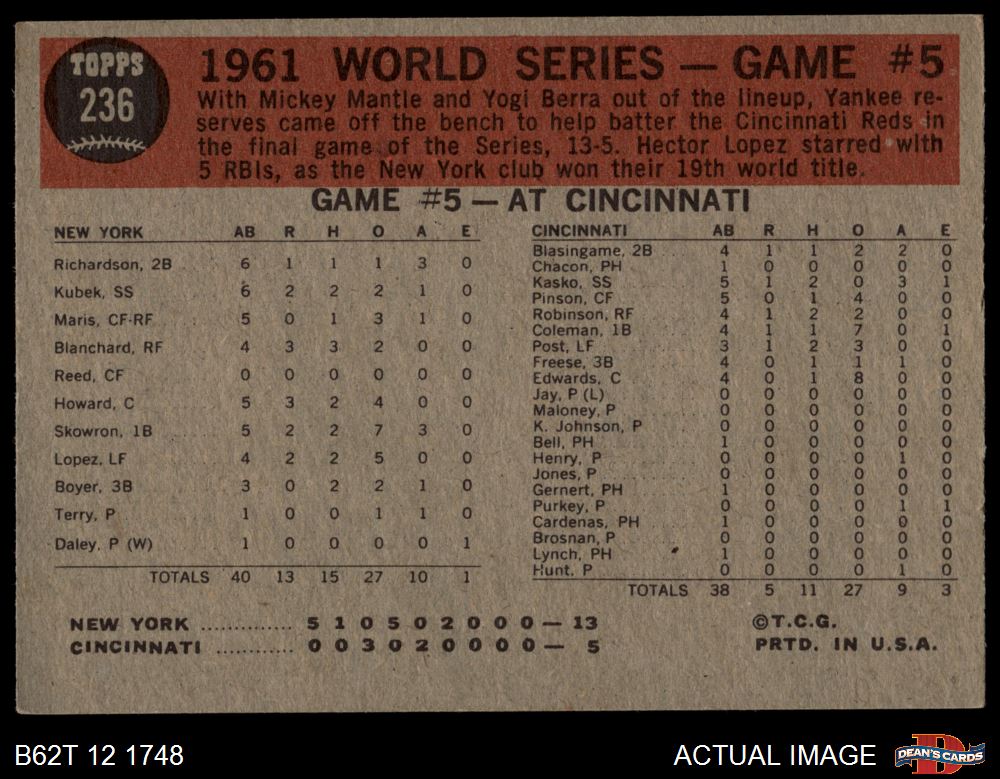 TOPPS
236
1961 WORLD SERIES — GAME #5
With Mickey Mantle and Yogi Berra out of the lineup, Yankee re-
serves came off the bench to help batter the Cincinnati Reds in
the final game of the Series, 13-5. Hector Lopez starred with
5 RBIs, as the New York club won their 19th world title.
GAME #5 — AT CINCINNATI
NEW YORK AB R H O A E
Richardson, 2B 6 1 1 1 3 0
Kubek, SS 6 2 2 2 1 0
Maris, CF-RF 5 0 1 3 1 0
Blanchard, RF 4 3 3 2 0 0
Reed, CF 0 0 0 0 0 0
Howard, C 5 3 2 4 0 0
Skowron, 1B 5 2 2 7 3 0
Lopez, LF 4 2 2 5 0 0
Boyer, 3B 3 0 2 2 1 0
Terry, P 1 0 0 1 1 0
Daley, P (W) 1 0 0 0 0 1
TOTALS 40 13 15 27 10 1
CINCINNATI AB R H O A E
Blasingame, 2B 4 1 1 2 2 0
Chacon, PH 1 0 0 0 0 0
Kasko, SS 5 1 2 0 3 1
Pinson, CF 5 0 1 4 0 0
Robinson, RF 4 1 2 2 0 0
Coleman, 1B 4 1 1 7 0 1
Post, LF 3 1 2 3 0 0
Freese, 3B 4 0 1 1 1 0
Edwards, C 4 0 1 8 0 0
Jay, P (L) 0 0 0 0 0 0
Maloney, P 0 0 0 0 0 0
K. Johnson, P 0 0 0 0 0 0
Bell, PH 1 0 0 0 0 0
Henry, P 0 0 0 0 1 0
Jones, P 0 0 0 0 0 0
Gernert, PH 1 0 0 0 0 0
Purkey, P 0 0 0 0 1 1
Cardenas, PH 1 0 0 0 0 0
Brosnan, P 0 0 0 0 0 0
Lynch, PH 1 0 0 0 0 0
Hunt, P 0 0 0 0 1 0
TOTALS 38 5 11 27 9 3
NEW YORK .............. 5 1 0 5 0 2 0 0 0 — 13
CINCINNATI ............ 0 0 3 0 2 0 0 0 0 — 5
©T.C.G.
PRTD. IN U.S.A.
B62T 12 1748
ACTUAL IMAGE
D
DEAN'S CARDS